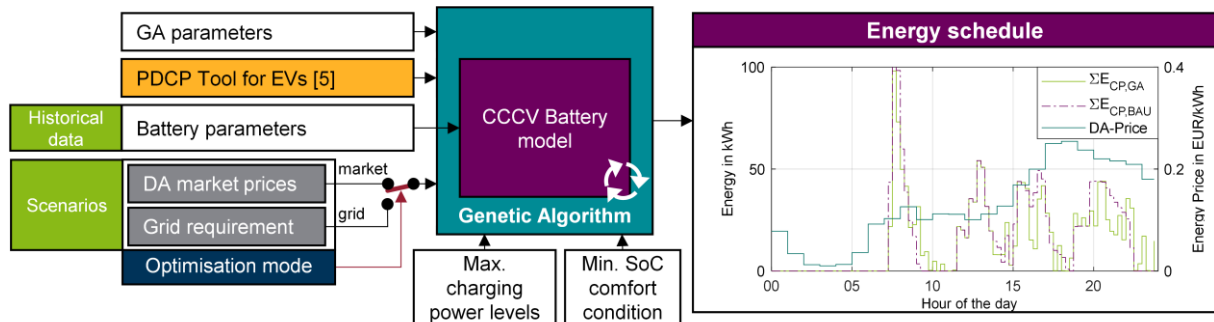 GA parameters
PDCP Tool for EVs [5]
Historical
data
Battery parameters
Scenarios
DA market prices
Grid requirement
Optimisation mode
market
grid
CCCV Battery
model
Genetic Algorithm
Max.
charging
power levels
Min. SoC
comfort
condition
Energy schedule
Energy in kWh
100
50
0
ΣE_CP,GA
ΣE_CP,BAU
DA-Price
0.4
0.2
0
Energy Price in EUR/kWh
00 05 10 15 20
Hour of the day